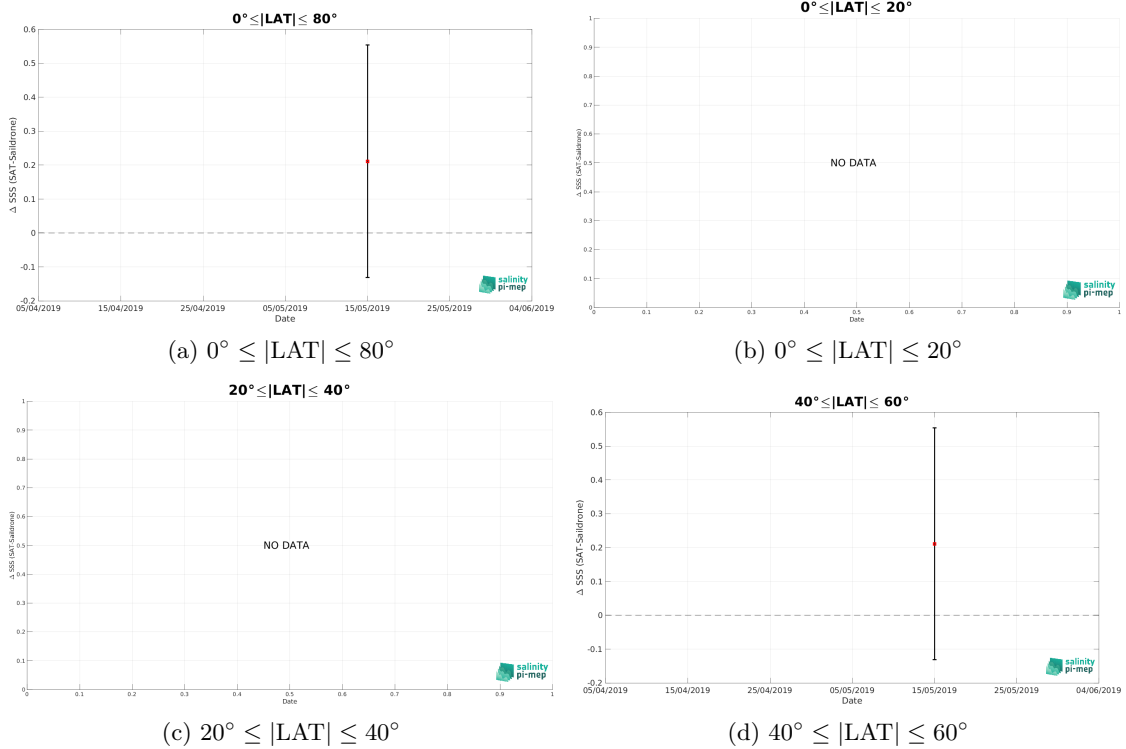 0°≤|LAT|≤ 80°
Δ SSS (SAT-Saildrone)
0.6
0.5
0.4
0.3
0.2
0.1
0
-0.1
-0.2
05/04/2019 15/04/2019 25/04/2019 05/05/2019 15/05/2019 25/05/2019 04/06/2019
Date
salinity
pi-mep
(a) 0° ≤ |LAT| ≤ 80°
0°≤|LAT|≤ 20°
Δ SSS (SAT-Saildrone)
1
0.9
0.8
0.7
0.6
0.5
0.4
0.3
0.2
0.1
0
NO DATA
0 0.1 0.2 0.3 0.4 0.5 0.6 0.7 0.8 0.9 1
Date
salinity
pi-mep
(b) 0° ≤ |LAT| ≤ 20°
20°≤|LAT|≤ 40°
Δ SSS (SAT-Saildrone)
1
0.9
0.8
0.7
0.6
0.5
0.4
0.3
0.2
0.1
0
NO DATA
0 0.1 0.2 0.3 0.4 0.5 0.6 0.7 0.8 0.9 1
Date
salinity
pi-mep
(c) 20° ≤ |LAT| ≤ 40°
40°≤|LAT|≤ 60°
Δ SSS (SAT-Saildrone)
0.6
0.5
0.4
0.3
0.2
0.1
0
-0.1
-0.2
05/04/2019 15/04/2019 25/04/2019 05/05/2019 15/05/2019 25/05/2019 04/06/2019
Date
salinity
pi-mep
(d) 40° ≤ |LAT| ≤ 60°